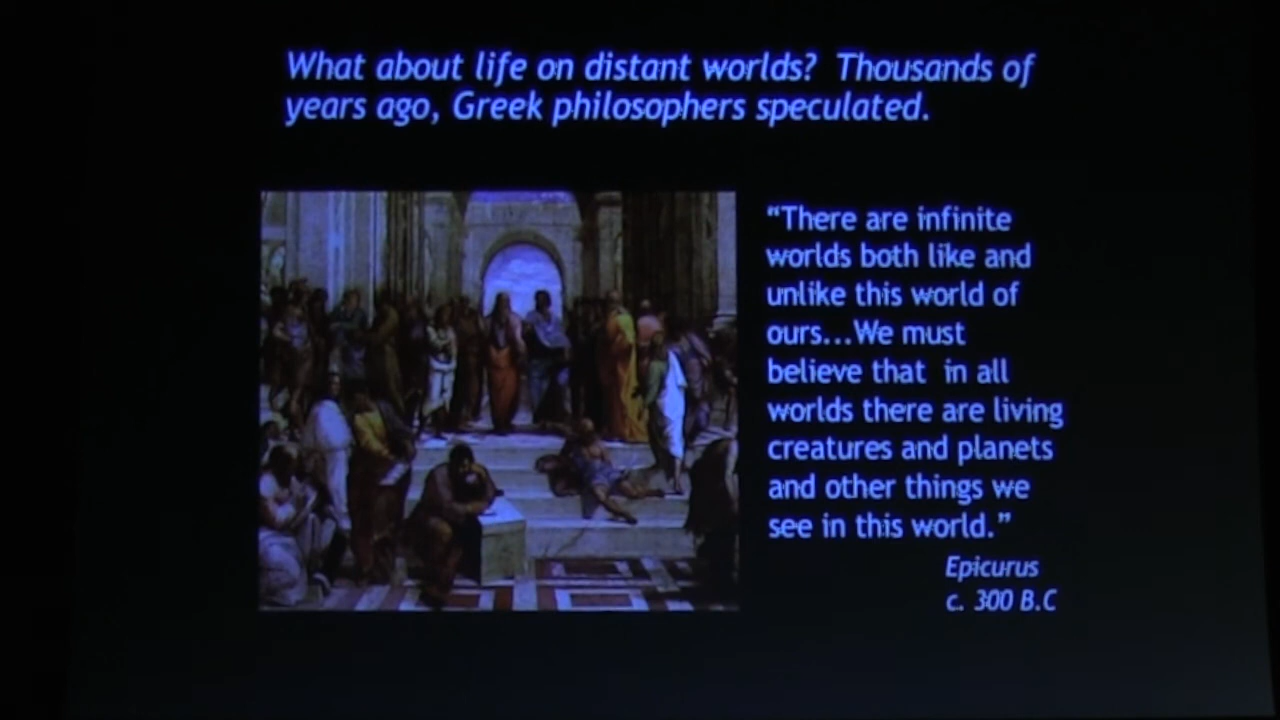 What about life on distant worlds? Thousands of
years ago, Greek philosophers speculated.
“There are infinite
worlds both like and
unlike this world of
ours...We must
believe that in all
worlds there are living
creatures and planets
and other things we
see in this world.”
Epicurus
c. 300 B.C